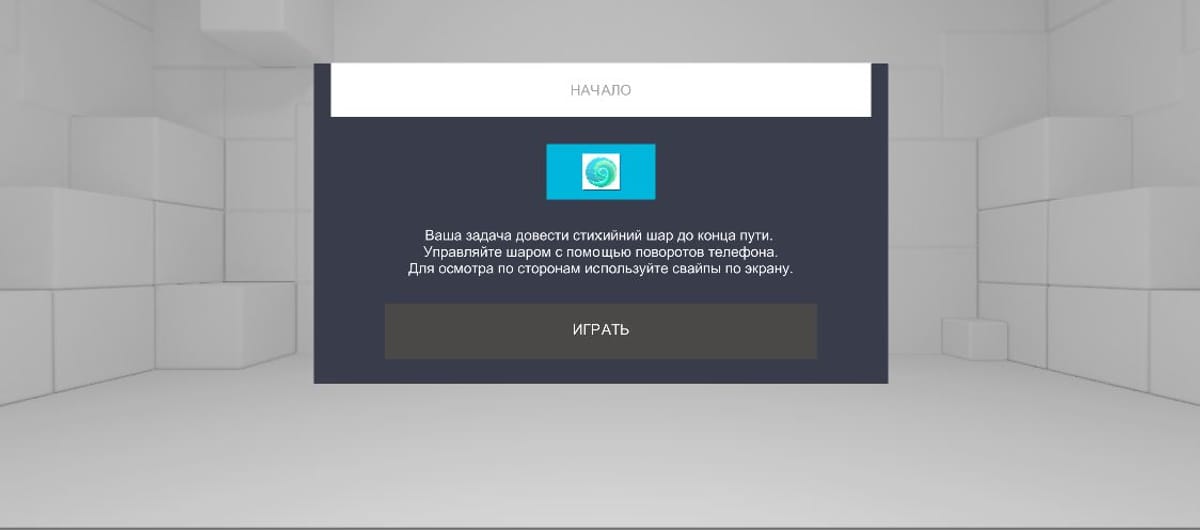 НАЧАЛО
Ваша задача довести стихийний шар до конца пути.
Управляйте шаром с помощью поворотов телефона.
Для осмотра по сторонам используйте свайпы по экрану.
ИГРАТЬ